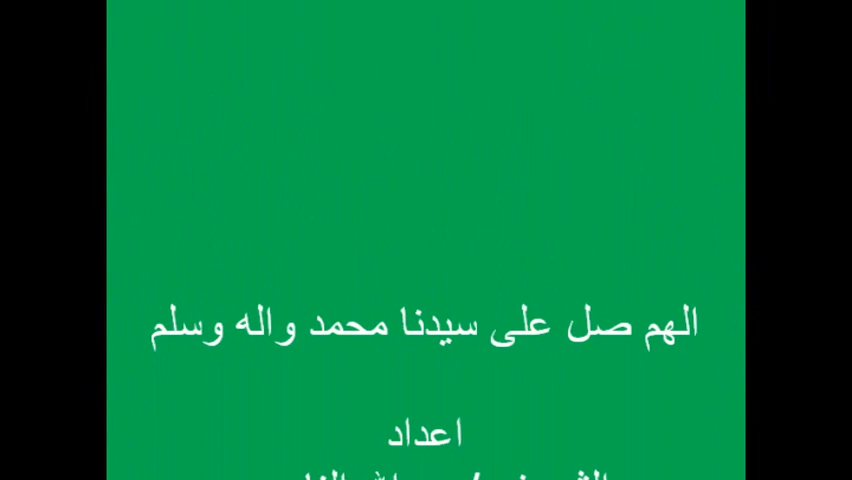 الهم صل على سيدنا محمد واله وسلم
اعداد